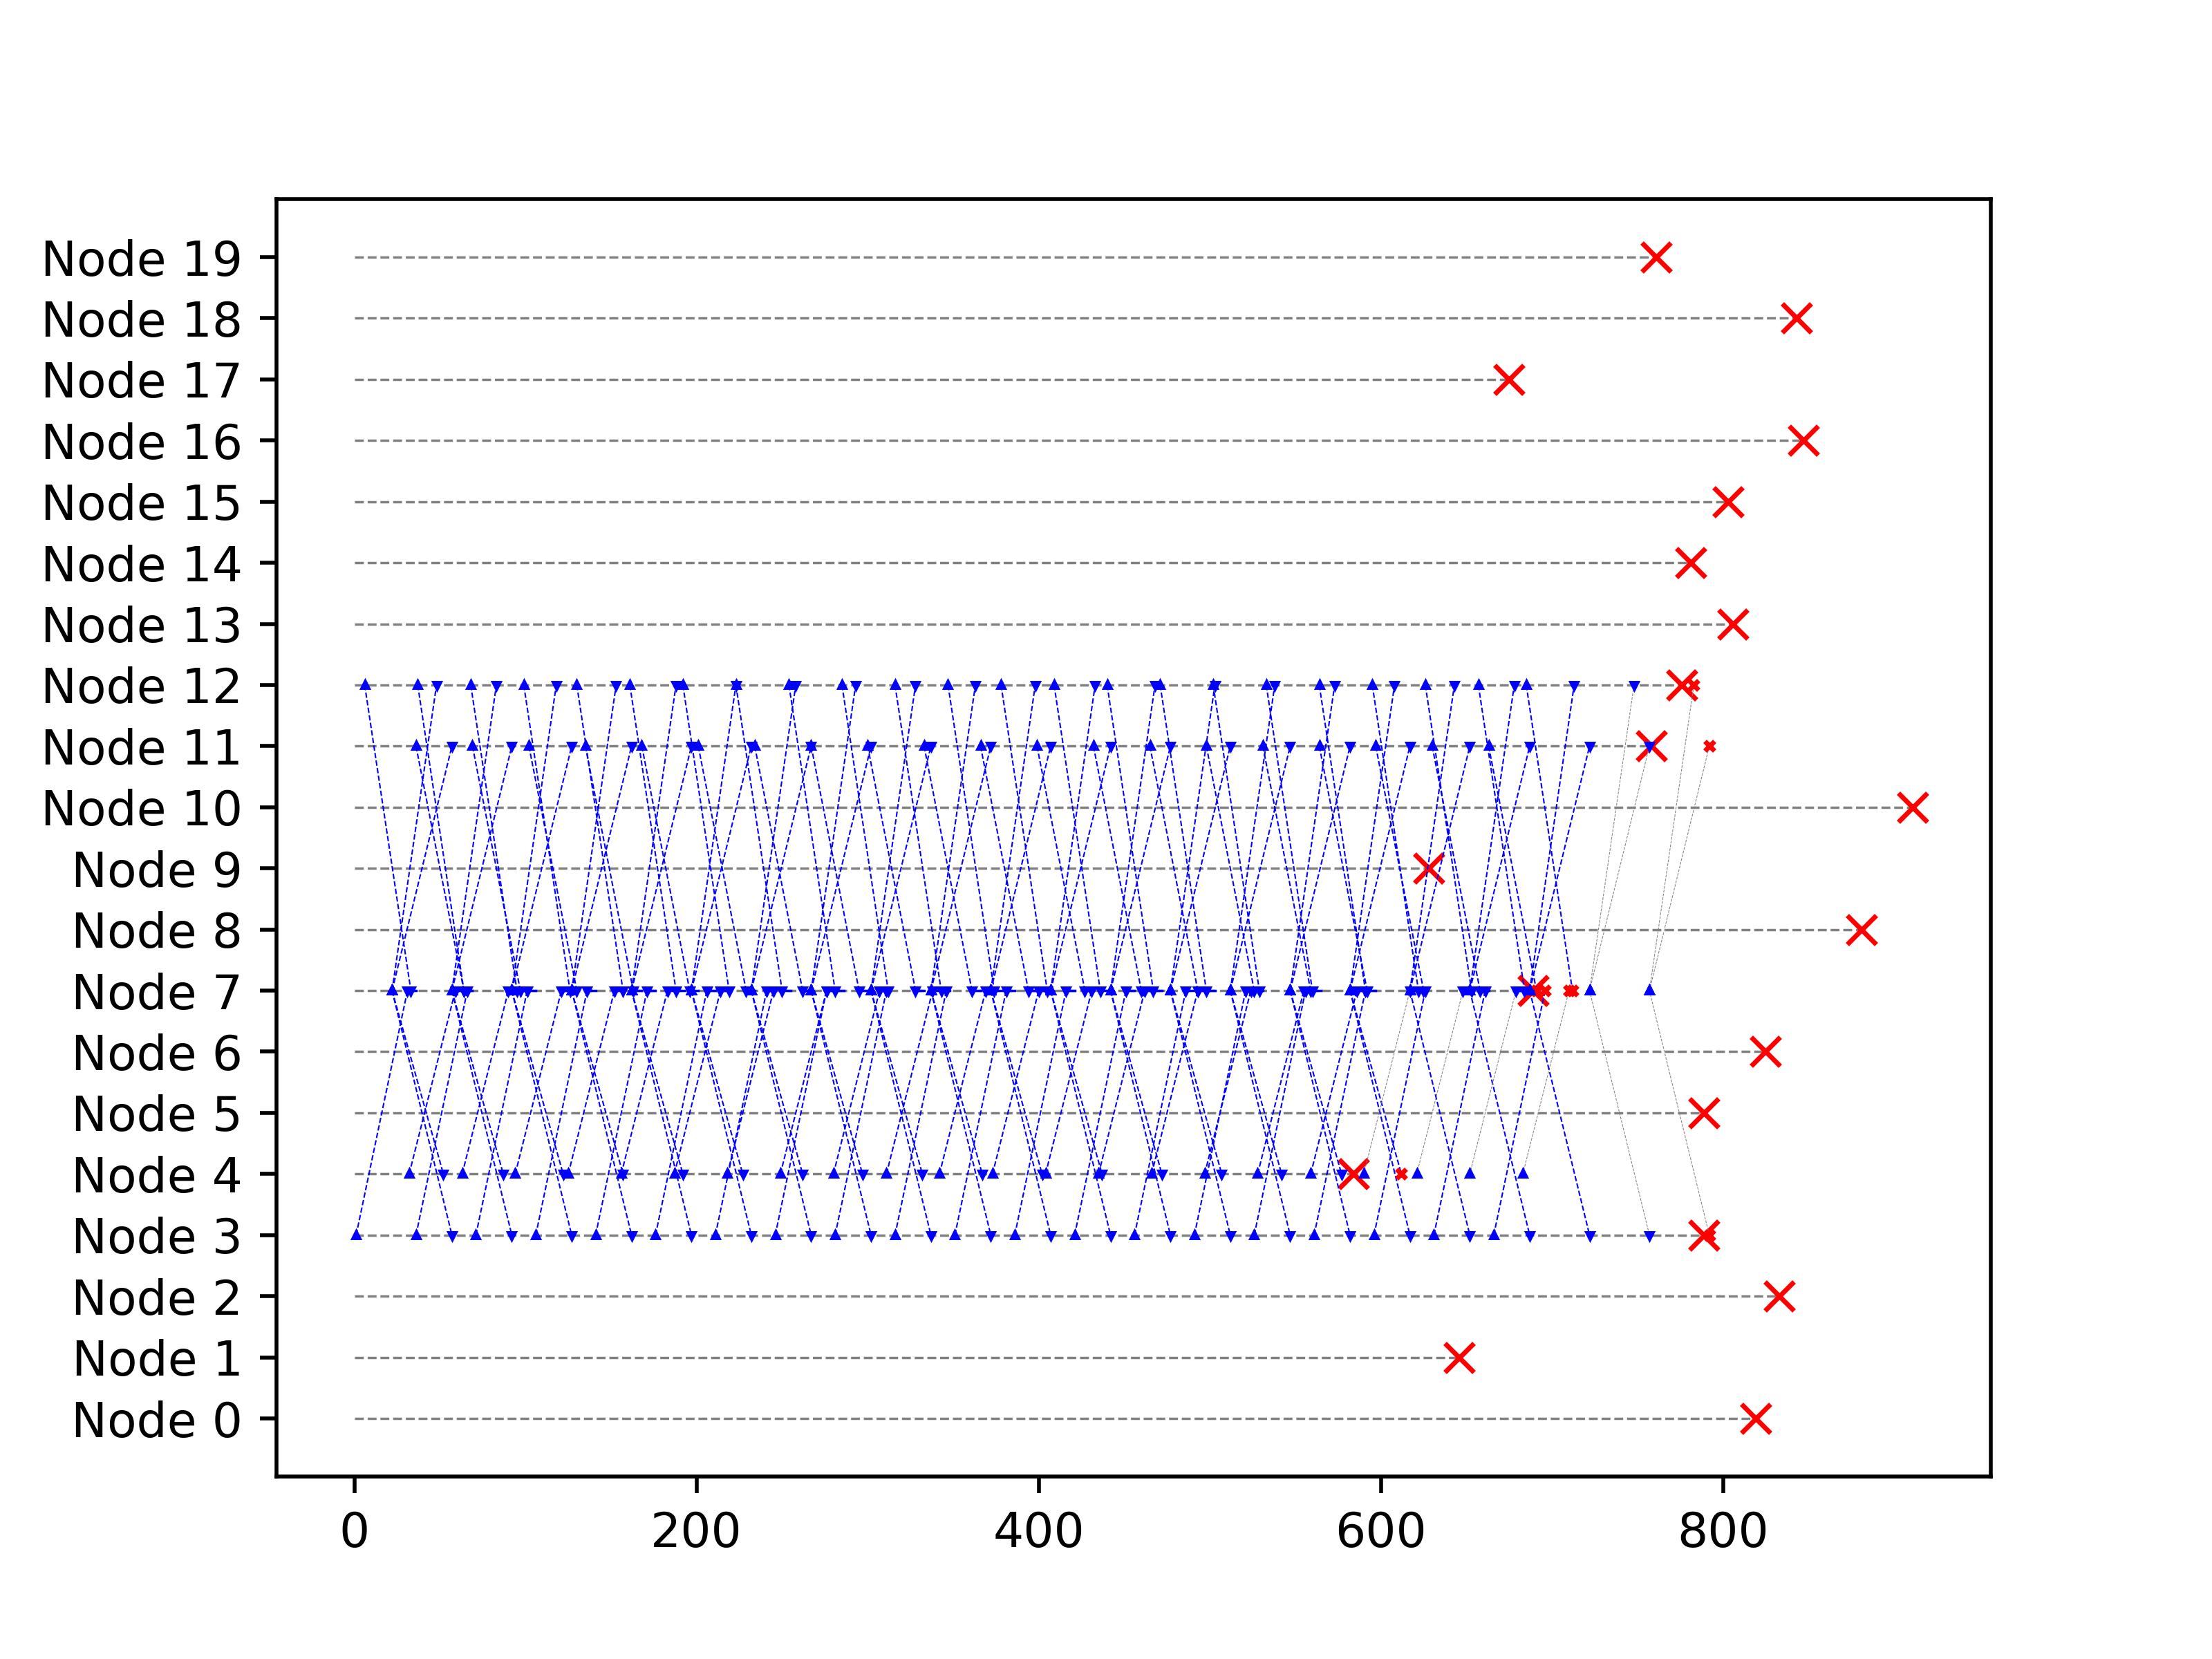 Node 19
Node 18
Node 17
Node 16
Node 15
Node 14
Node 13
Node 12
Node 11
Node 10
Node 9
Node 8
Node 7
Node 6
Node 5
Node 4
Node 3
Node 2
Node 1
Node 0
0 200 400 600 800